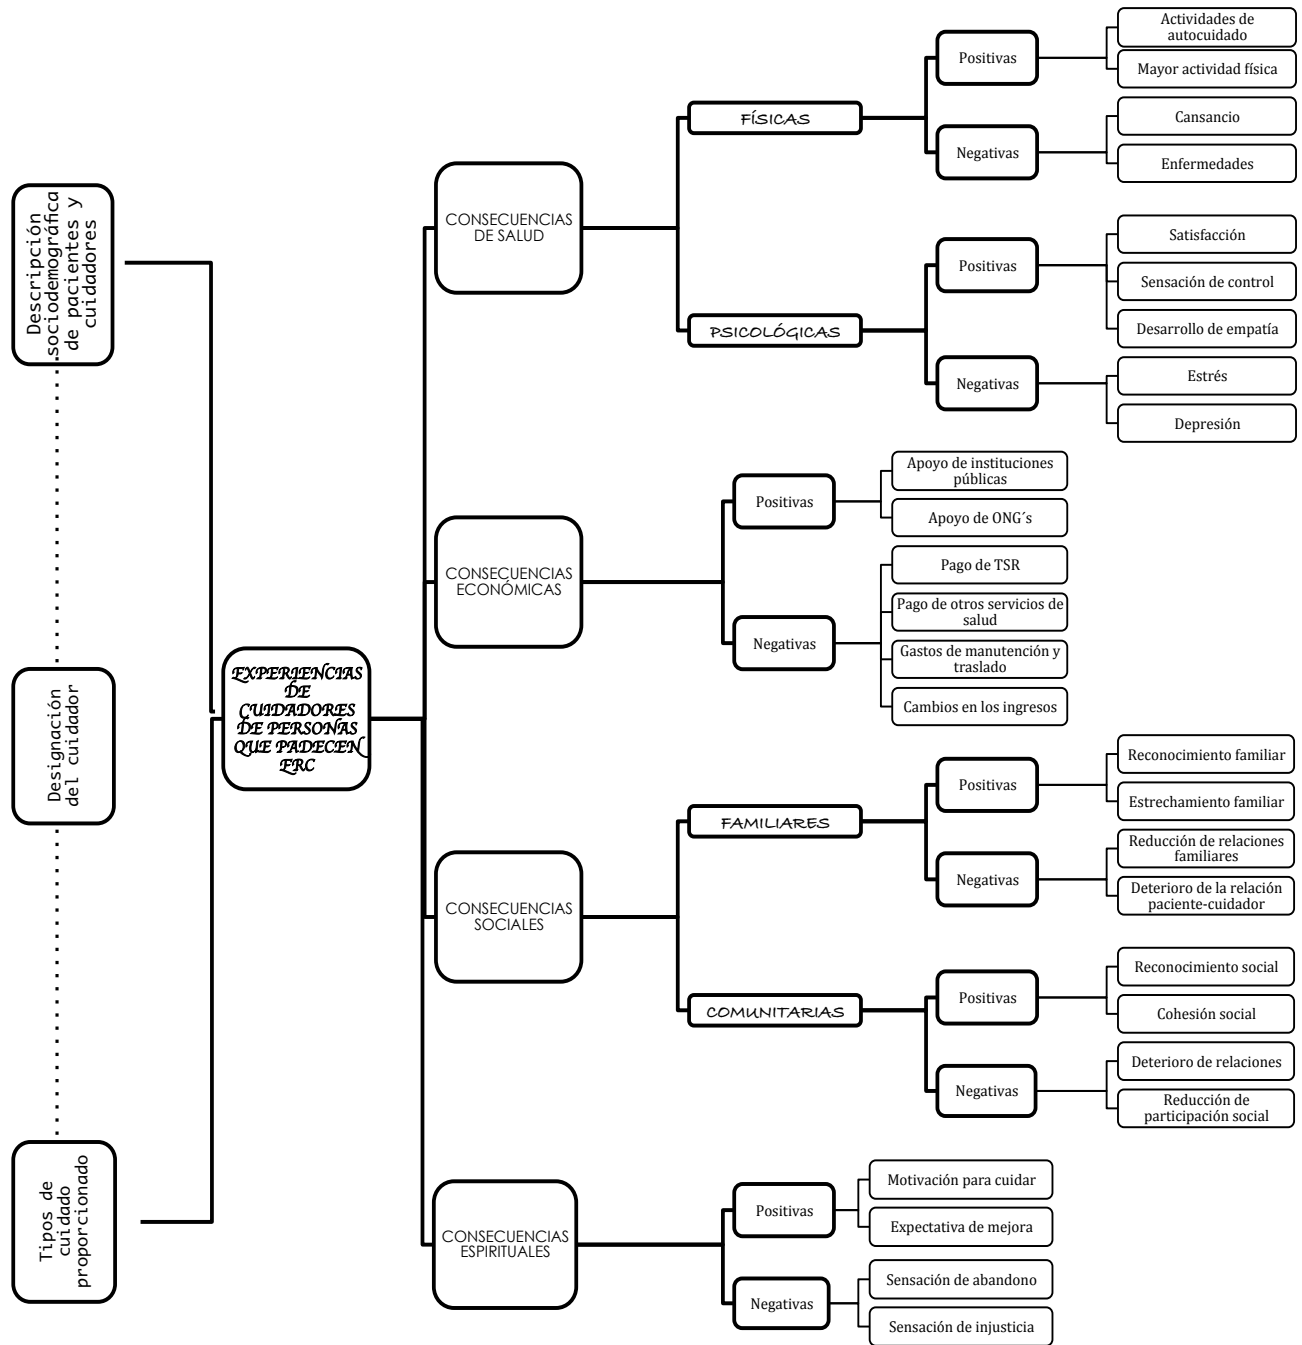 Descripción
sociodemográfica
de pacientes y
cuidadores
Designación
del cuidador
Tipos de
cuidado
proporcionado
EXPERIENCIAS
DE
CUIDADORES
DE PERSONAS
QUE PADECEN
ERC
CONSECUENCIAS
DE SALUD
FÍSICAS
Positivas
Actividades de
autocuidado
Mayor actividad física
Negativas
Cansancio
Enfermedades
PSICOLÓGICAS
Positivas
Satisfacción
Sensación de control
Desarrollo de empatía
Negativas
Estrés
Depresión
CONSECUENCIAS
ECONÓMICAS
Positivas
Apoyo de instituciones
públicas
Apoyo de ONG´s
Negativas
Pago de TSR
Pago de otros servicios de
salud
Gastos de manutención y
traslado
Cambios en los ingresos
CONSECUENCIAS
SOCIALES
FAMILIARES
Positivas
Reconocimiento familiar
Estrechamiento familiar
Negativas
Reducción de relaciones
familiares
Deterioro de la relación
paciente-cuidador
COMUNITARIAS
Positivas
Reconocimiento social
Cohesión social
Negativas
Deterioro de relaciones
Reducción de
participación social
CONSECUENCIAS
ESPIRITUALES
Positivas
Motivación para cuidar
Expectativa de mejora
Negativas
Sensación de abandono
Sensación de injusticia